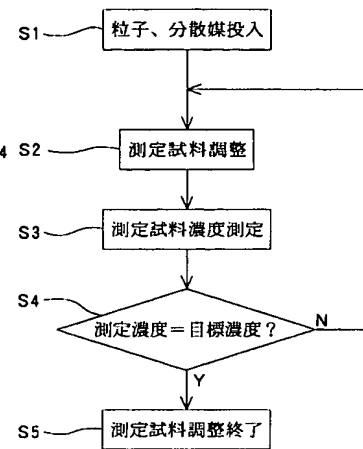 S1 粒子、分散媒投入
4 S2 測定試料調整
S3 測定試料濃度測定
S4 測定濃度=目標濃度? N
Y
S5 測定試料調整終了